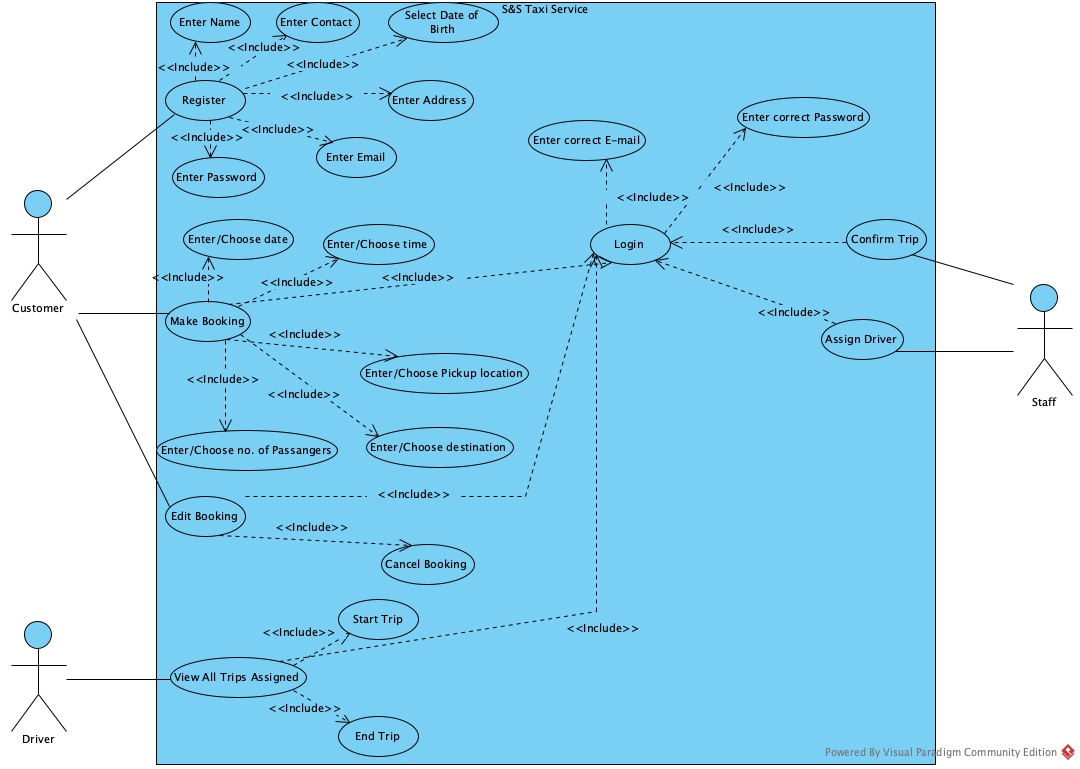 S&S Taxi Service
Enter Name
Enter Contact
Select Date of
Birth
<<Include>>
<<Include>>
<<Include>>
Register
<<Include>>
Enter Address
<<Include>>
<<Include>>
Enter Email
Enter Password
Enter correct E-mail
Enter correct Password
<<Include>>
<<Include>>
Login
<<Include>>
Confirm Trip
Enter/Choose date
Enter/Choose time
<<Include>>
<<Include>>
<<Include>>
Customer
Make Booking
<<Include>>
<<Include>>
Assign Driver
Enter/Choose Pickup location
<<Include>>
<<Include>>
Staff
Enter/Choose no. of Passangers
Enter/Choose destination
<<Include>>
Edit Booking
<<Include>>
Cancel Booking
Start Trip
<<Include>>
<<Include>>
View All Trips Assigned
<<Include>>
End Trip
Driver
Powered By Visual Paradigm Community Edition